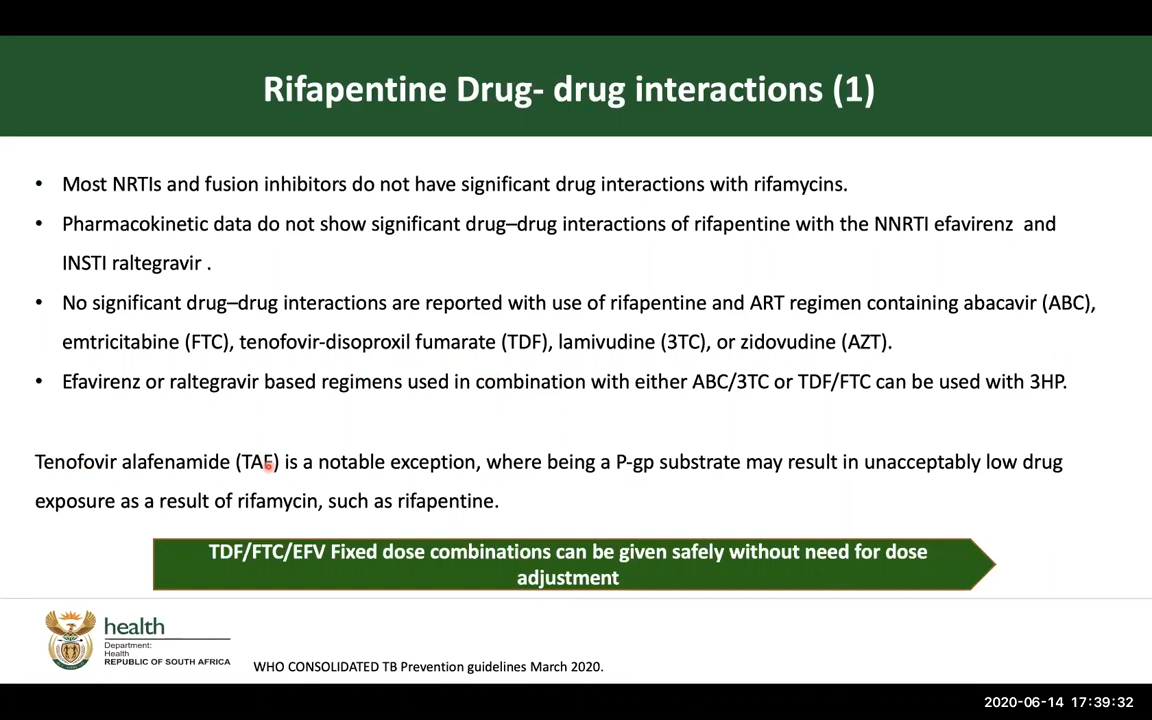 Rifapentine Drug- drug interactions (1)
• Most NRTIs and fusion inhibitors do not have significant drug interactions with rifamycins.
• Pharmacokinetic data do not show significant drug–drug interactions of rifapentine with the NNRTI efavirenz and
INSTI raltegravir .
• No significant drug–drug interactions are reported with use of rifapentine and ART regimen containing abacavir (ABC),
emtricitabine (FTC), tenofovir-disoproxil fumarate (TDF), lamivudine (3TC), or zidovudine (AZT).
• Efavirenz or raltegravir based regimens used in combination with either ABC/3TC or TDF/FTC can be used with 3HP.
Tenofovir alafenamide (TAF) is a notable exception, where being a P-gp substrate may result in unacceptably low drug
exposure as a result of rifamycin, such as rifapentine.
TDF/FTC/EFV Fixed dose combinations can be given safely without need for dose
adjustment
health
Department:
Health
REPUBLIC OF SOUTH AFRICA
WHO CONSOLIDATED TB Prevention guidelines March 2020.
2020-06-14 17:39:32